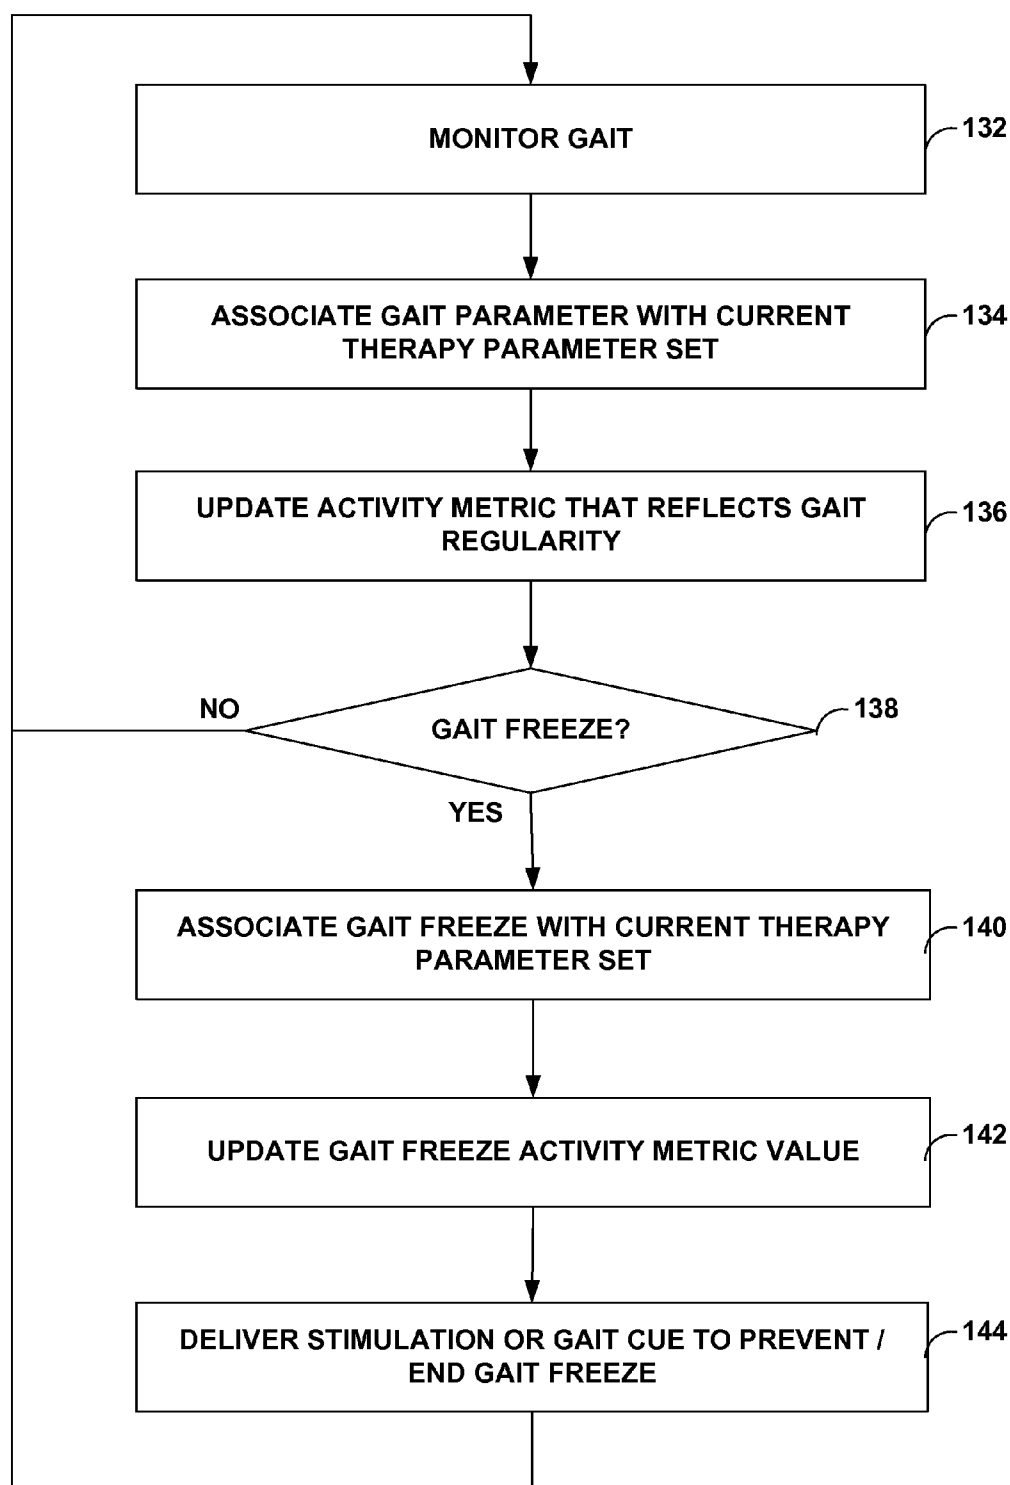 MONITOR GAIT
132
ASSOCIATE GAIT PARAMETER WITH CURRENT
THERAPY PARAMETER SET
134
UPDATE ACTIVITY METRIC THAT REFLECTS GAIT
REGULARITY
136
NO
GAIT FREEZE?
138
YES
ASSOCIATE GAIT FREEZE WITH CURRENT THERAPY
PARAMETER SET
140
UPDATE GAIT FREEZE ACTIVITY METRIC VALUE
142
DELIVER STIMULATION OR GAIT CUE TO PREVENT /
END GAIT FREEZE
144